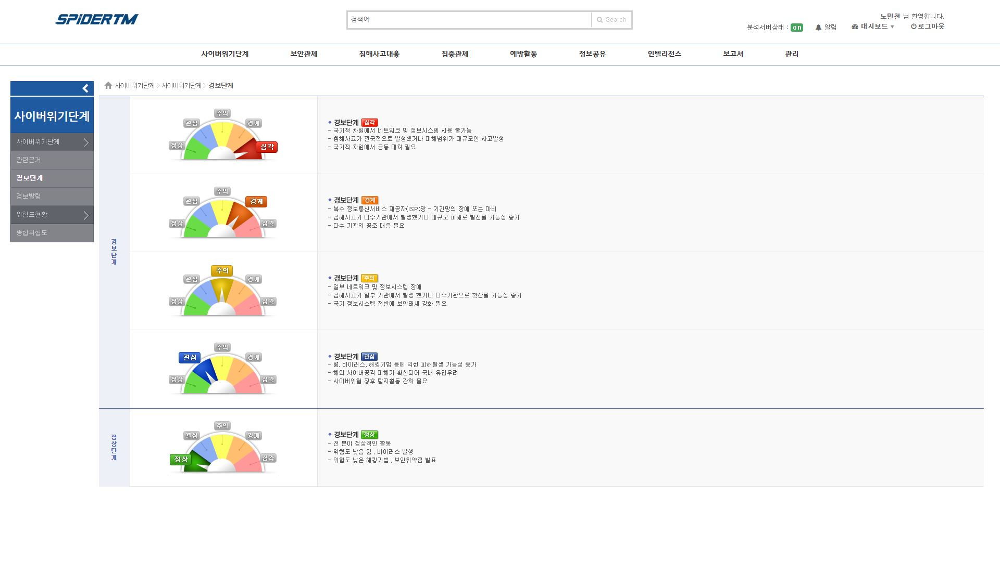 SPiDERTM
검색어
Search
노민철 님 환영합니다.
분석서버상태 : on
알림
대시보드 ▼
로그아웃
사이버위기단계
보안관제
침해사고대응
집중관제
예방활동
정보공유
인텔리전스
보고서
관리
사이버위기단계 > 사이버위기단계 > 경보단계
사이버위기단계
사이버위기단계
관련근거
경보단계
경보발령
위험도현황
종합위험도
경보단계
정상
관심
주의
경계
심각
경보단계 심각
- 국가적 차원에서 네트워크 및 정보시스템 사용 불가능
- 침해사고가 전국적으로 발생했거나 피해범위가 대규모인 사고발생
- 국가적 차원에서 공동 대처 필요
정상
관심
주의
경계
심각
경보단계 경계
- 복수 정보통신서비스 제공자(ISP)망 - 기간망의 장애 또는 마비
- 침해사고가 다수기관에서 발생했거나 대규모 피해로 발전될 가능성 증가
- 다수 기관의 공조 대응 필요
정상
관심
주의
경계
심각
경보단계 주의
- 일부 네트워크 및 정보시스템 장애
- 침해사고가 일부 기관에서 발생 했거나 다수기관으로 확산될 가능성 증가
- 국가 정보시스템 전반에 보안태세 강화 필요
정상
관심
주의
경계
심각
경보단계 관심
- 웜. 바이러스, 해킹기법 등에 의한 피해발생 가능성 증가
- 해외 사이버공격 피해가 확산되어 국내 유입우려
- 사이버위협 징후 탐지활동 강화 필요
정상단계
정상
관심
주의
경계
심각
경보단계 정상
- 전 분야 정상적인 활동
- 위험도 낮음 웜 . 바이러스 발생
- 위험도 낮은 해킹기법 . 보안취약점 발표